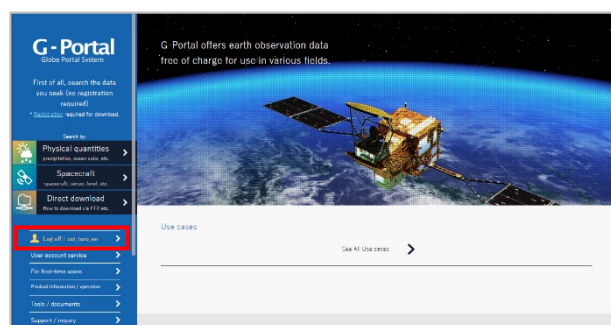 G-Portal
Globe Portal System
First of all, search the data
you seek (no registration
required)
* Registration required for download.
Search by
Physical quantities
precipitation, ocean color, etc.
Spacecraft
spacecraft, sensor, level, etc.
Direct download
How to download via FTP, etc.
Log off :
User account service
For first-time users
Product information / operation
Tools / documents
Support / inquiry
G-Portal offers earth observation data
free of charge for use in various fields.
Use cases
See All Use cases